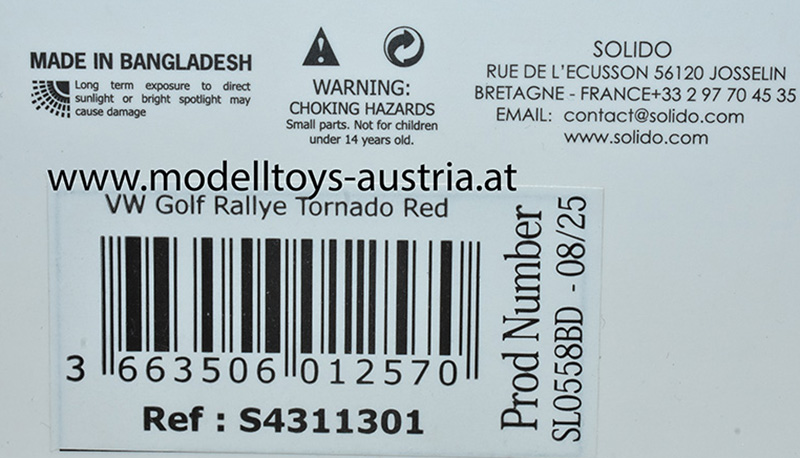 MADE IN BANGLADESH
Long term exposure to direct
sunlight or bright spotlight may
cause damage
WARNING:
CHOKING HAZARDS
Small parts. Not for children
under 14 years old.
SOLIDO
RUE DE L'ECUSSON 56120 JOSSELIN
BRETAGNE - FRANCE+33 2 97 70 45 35
EMAIL: contact@solido.com
www.solido.com
www.modelltoys-austria.at
VW Golf Rallye Tornado Red
3 663506 012570
Ref : S4311301
Prod Number
SL0558BD - 08/25